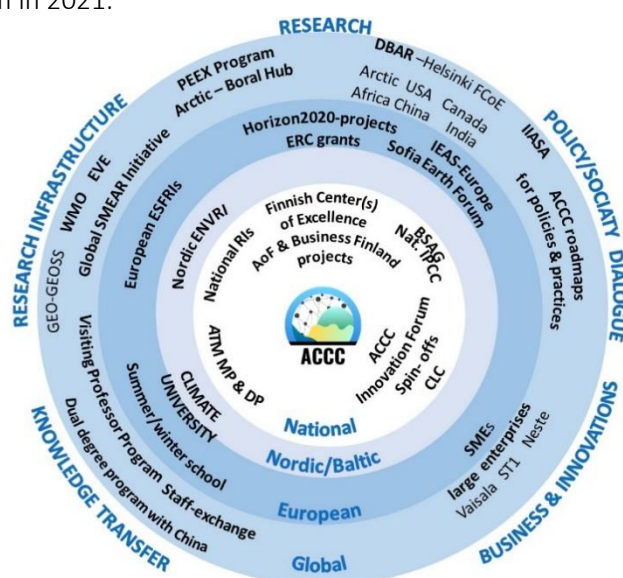 n in 2021.
RESEARCH
PEEX Program
Arctic – Boral Hub
DBAR –Helsinki FCoE
Arctic USA Canada
Africa China India
IIASA
POLICY/SOCIATY DIALOGUE
ACCC roadmaps
for policies & practices
RESEARCH INFRASTRUCTURE
GEO-GEOSS
WMO EVE
Global SMEAR Initiative
Horizon2020-projects
ERC grants
IEAS-Europe
Sofia Earth Forum
European ESFRIs
Nordic ENVRI
National RIs
Finnish Center(s)
of Excellence
AoF & Business Finland
projects
BSAG
Nat. IPCC
ACCC
ATM MP & DP
ACCC
Innovation Forum
Spin-offs
CLC
CLIMATE
UNIVERSITY
Summer/winter school
Visiting Professor Program Staff-exchange
Dual degree program with China
KNOWLEDGE TRANSFER
SMEs
large enterprises
Vaisala ST1 Neste
BUSINESS & INNOVATIONS
National
Nordic/Baltic
European
Global